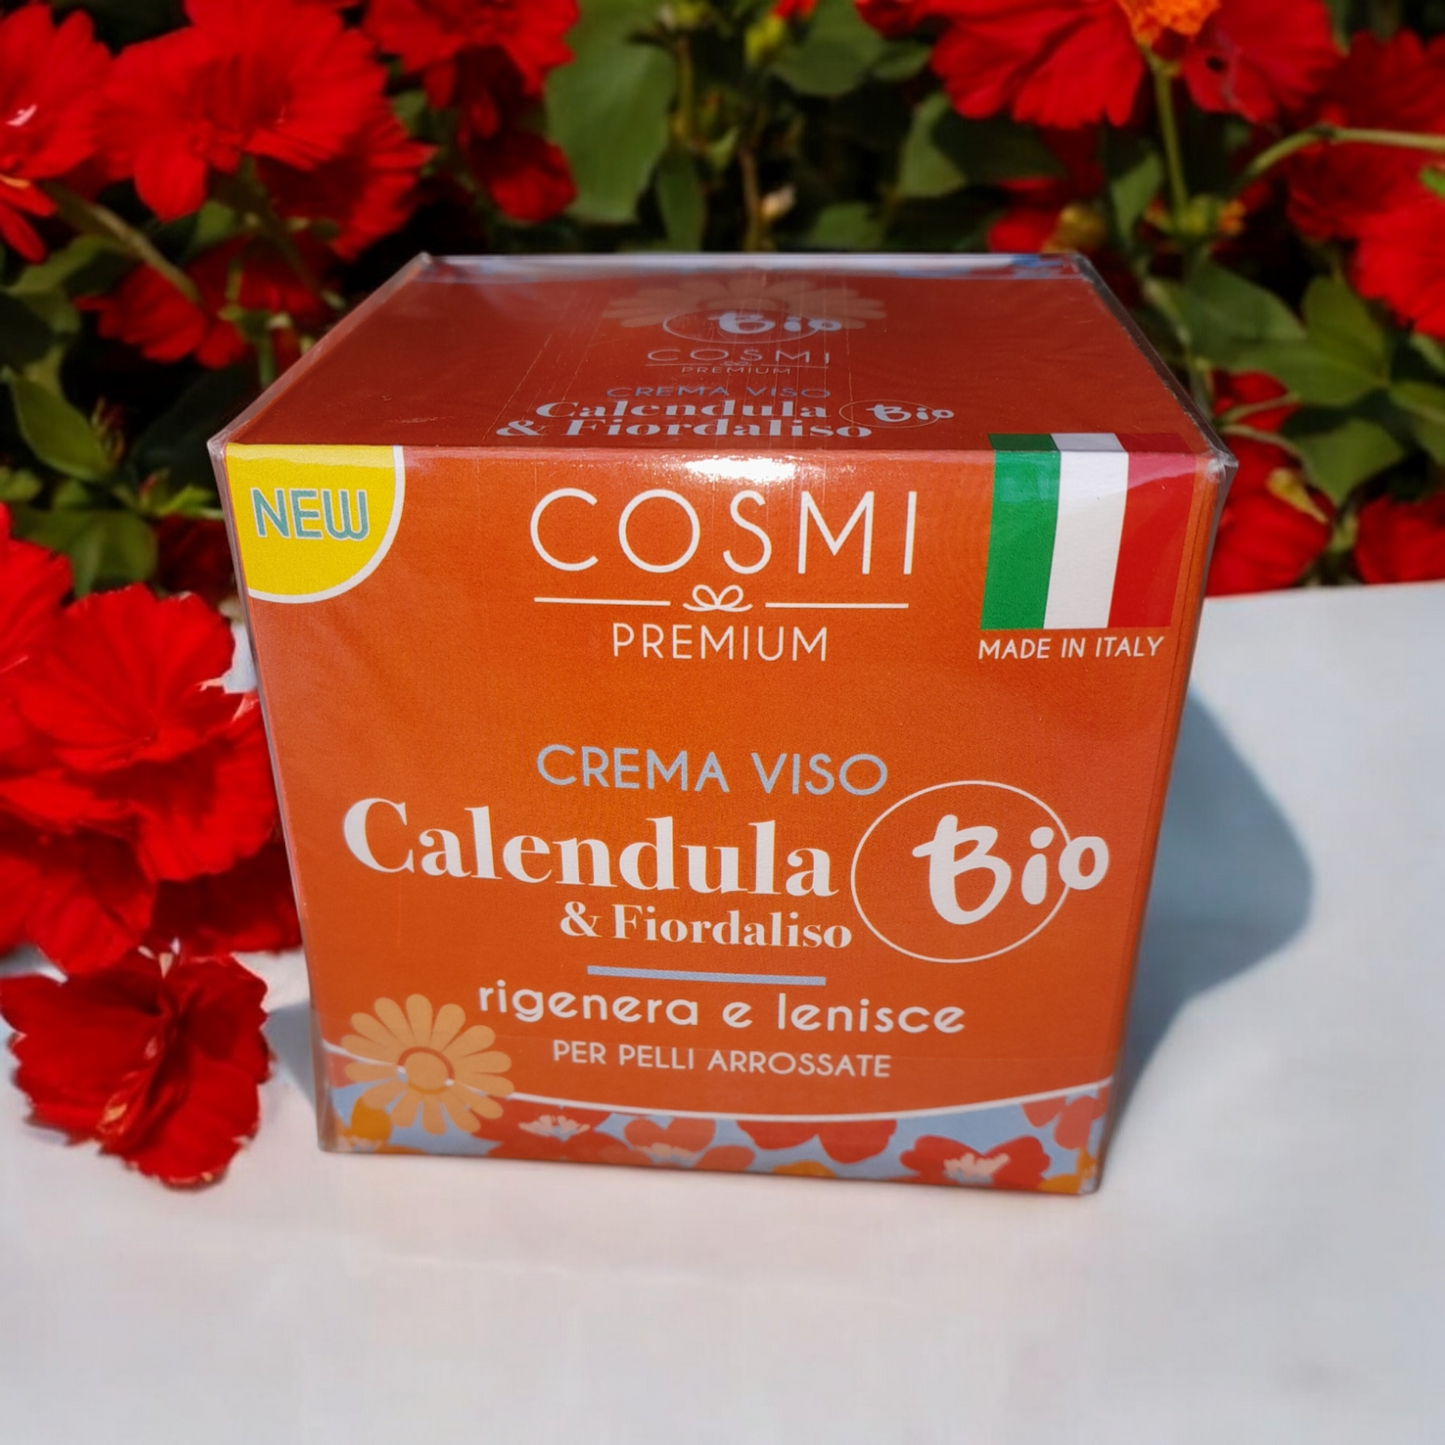 Bio
COSMI
PREMIUM
CREMA VISO
Calendula Bio
& Fiordaliso
NEW
COSMI
PREMIUM
MADE IN ITALY
CREMA VISO
Calendula Bio
& Fiordaliso
rigenera e lenisce
PER PELLI ARROSSATE